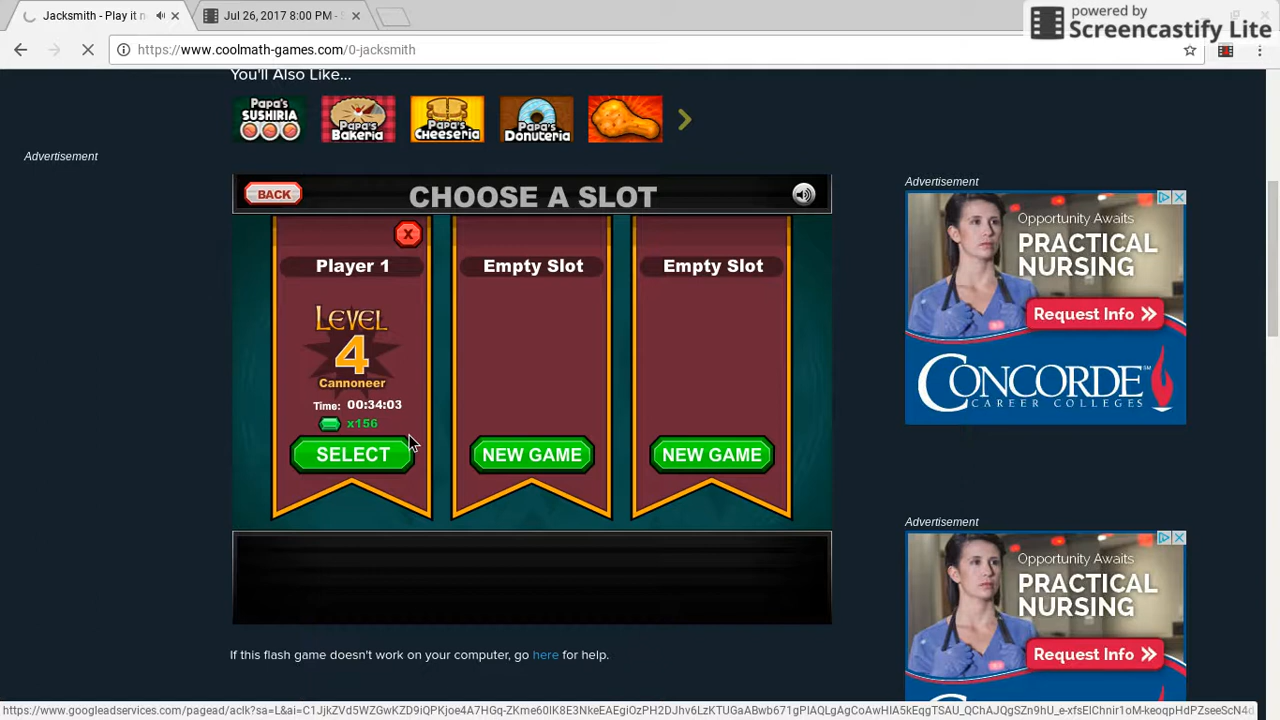 Jacksmith - Play it n
Jul 26, 2017 8:00 PM - S
powered by
Screencastify Lite
https://www.coolmath-games.com/0-jacksmith
You'll Also Like...
Papa's SUSHIRIA
Papa's BAKERIA
Papa's CHEESERIA
Papa's DONUTERIA
Advertisement
BACK
CHOOSE A SLOT
X
Player 1
Empty Slot
Empty Slot
LEVEL
4
Cannoneer
Time: 00:34:03
x156
SELECT
NEW GAME
NEW GAME
Advertisement
Opportunity Awaits
PRACTICAL
NURSING
Request Info »
CONCORDE
CAREER COLLEGES
Advertisement
Opportunity Awaits
PRACTICAL
NURSING
Request Info »
If this flash game doesn't work on your computer, go here for help.